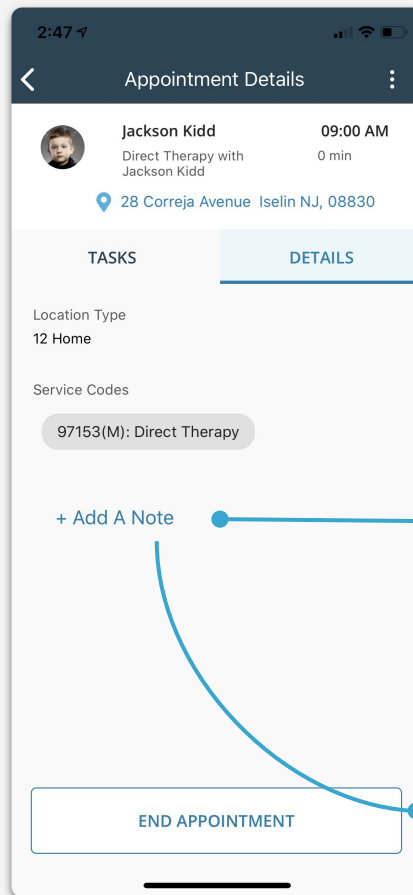 2:47
Appointment Details
Jackson Kidd
09:00 AM
Direct Therapy with
Jackson Kidd
0 min
28 Correja Avenue Iselin NJ, 08830
TASKS
DETAILS
Location Type
12 Home
Service Codes
97153(M): Direct Therapy
+ Add A Note
END APPOINTMENT